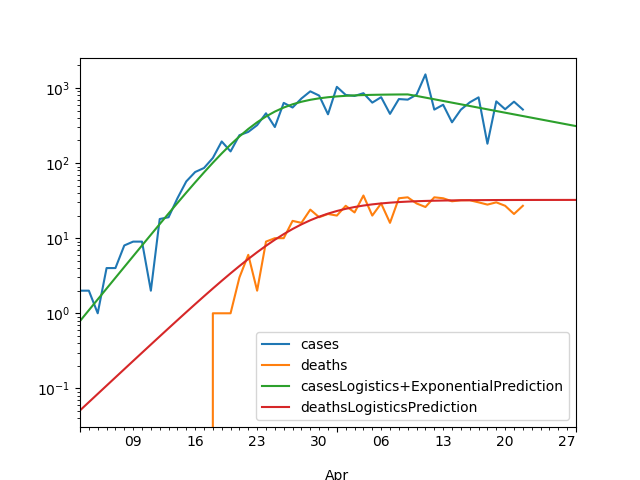 10³
10²
10¹
10⁰
10⁻¹
cases
deaths
casesLogistics+ExponentialPrediction
deathsLogisticsPrediction
09 16 23 30 06 13 20 27
Apr